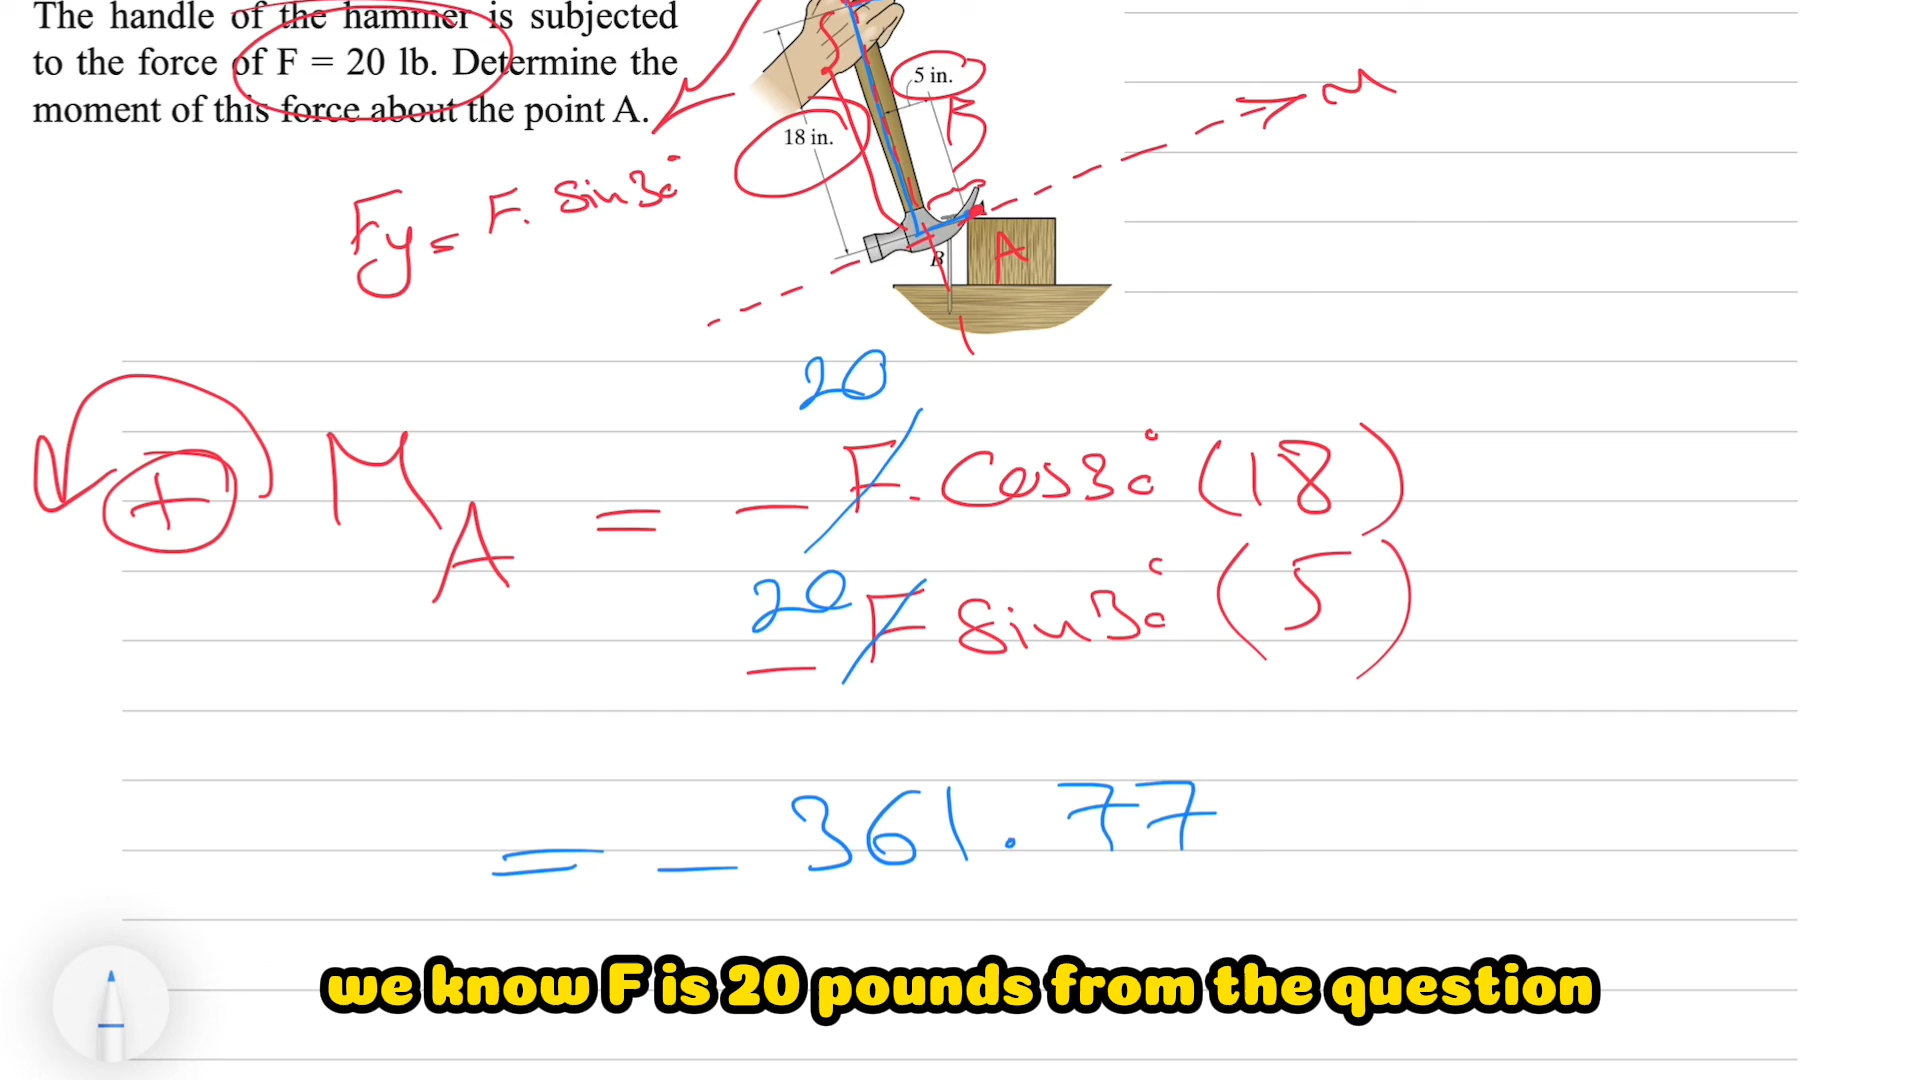 The handle of the hammer is subjected
to the force of F = 20 lb. Determine the
moment of this force about the point A.
5 in.
18 in.
Fy = F. Sin30°
B
A
20
+ M_A = - F. Cos30° (18)
20
- F Sin30° (5)
= - 361.77
we know F is 20 pounds from the question